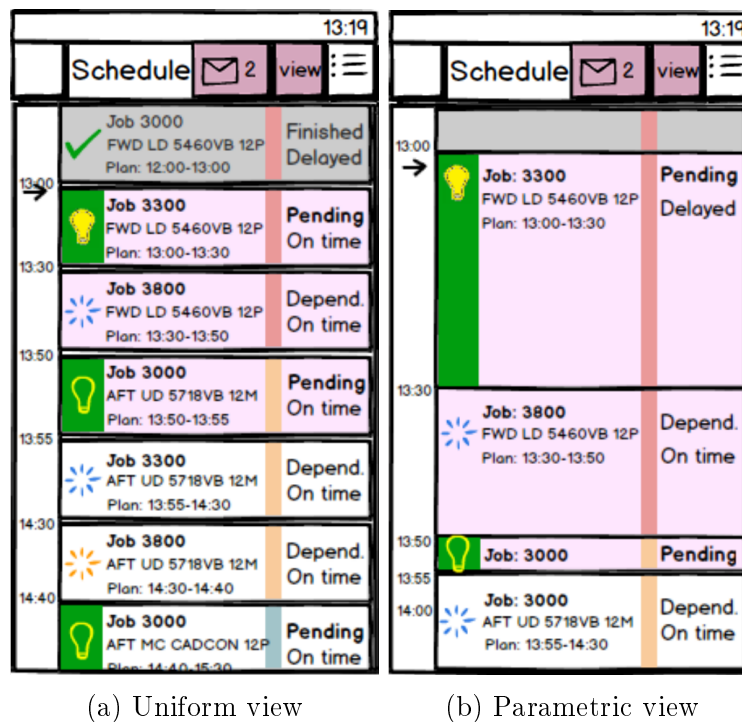 13:19
Schedule 2 view
Job 3000
FWD LD 5460VB 12P
Plan: 12:00-13:00
Finished
Delayed
13:00
Job 3300
FWD LD 5460VB 12P
Plan: 13:00-13:30
Pending
On time
13:30
Job 3800
FWD LD 5460VB 12P
Plan: 13:30-13:50
Depend.
On time
13:50
Job 3000
AFT UD 5718VB 12M
Plan: 13:50-13:55
Pending
On time
13:55
Job 3300
AFT UD 5718VB 12M
Plan: 13:55-14:30
Depend.
On time
14:30
Job 3800
AFT UD 5718VB 12M
Plan: 14:30-14:40
Depend.
On time
14:40
Job 3000
AFT MC CADCON 12P
Plan: 14:40-15:30
Pending
On time
(a) Uniform view
13:19
Schedule 2 view
13:00
Job: 3300
FWD LD 5460VB 12P
Plan: 13:00-13:30
Pending
Delayed
13:30
Job: 3800
FWD LD 5460VB 12P
Plan: 13:30-13:50
Depend.
On time
13:50
Job: 3000
Pending
13:55
Job: 3000
AFT UD 5718VB 12M
Plan: 13:55-14:30
Depend.
On time
14:00
(b) Parametric view